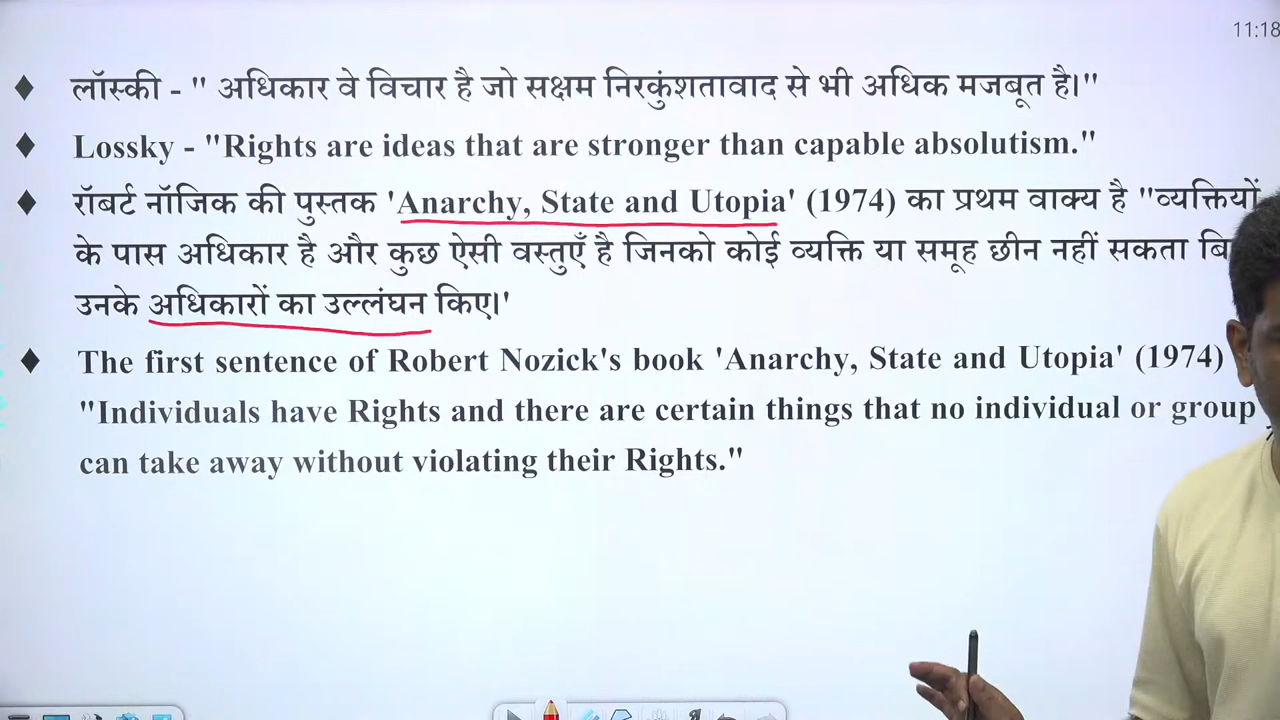 11:18
♦ लॉस्की - " अधिकार वे विचार है जो सक्षम निरकुंशतावाद से भी अधिक मजबूत है।"
♦ Lossky - "Rights are ideas that are stronger than capable absolutism."
♦ रॉबर्ट नॉजिक की पुस्तक 'Anarchy, State and Utopia' (1974) का प्रथम वाक्य है "व्यक्तियों
के पास अधिकार है और कुछ ऐसी वस्तुएँ है जिनको कोई व्यक्ति या समूह छीन नहीं सकता
उनके अधिकारों का उल्लंघन किए।'
♦ The first sentence of Robert Nozick's book 'Anarchy, State and Utopia' (1974)
"Individuals have Rights and there are certain things that no individual or group
can take away without violating their Rights."